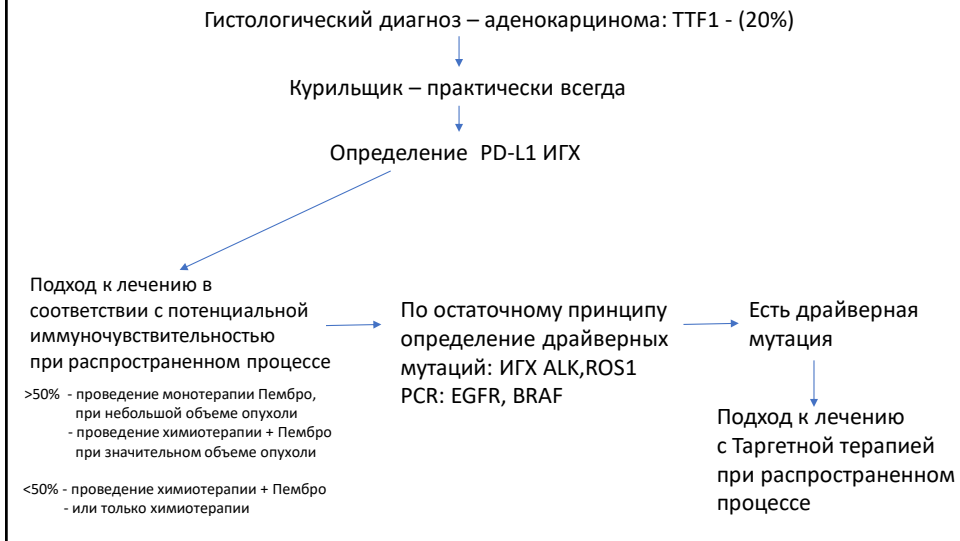 Гистологический диагноз – аденокарцинома: TTF1 - (20%)
Курильщик – практически всегда
Определение PD-L1 ИГХ
Подход к лечению в
соответствии с потенциальной
иммуночувствительностью
при распространенном процессе
>50% - проведение монотерапии Пембро,
при небольшой объеме опухоли
- проведение химиотерапии + Пембро
при значительном объеме опухоли
<50% - проведение химиотерапии + Пембро
- или только химиотерапии
По остаточному принципу
определение драйверных
мутаций: ИГХ ALK,ROS1
PCR: EGFR, BRAF
Есть драйверная
мутация
Подход к лечению
с Таргетной терапией
при распространенном
процессе